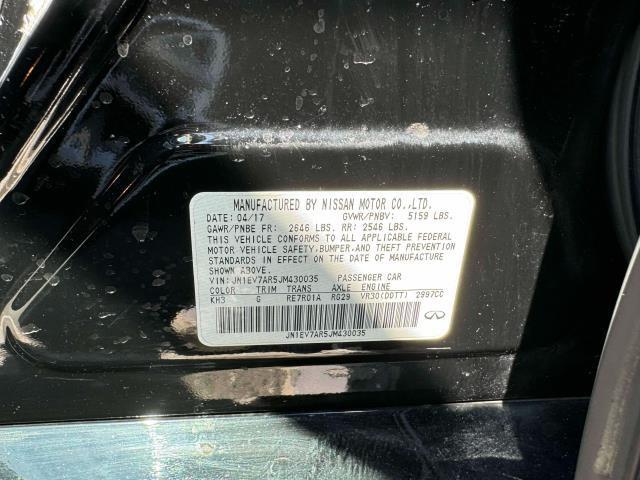 MANUFACTURED BY NISSAN MOTOR CO.,LTD.
DATE: 04/17 GVWR/PNBV: 5159 LBS.
GAWR/PNBE FR: 2646 LBS. RR: 2546 LBS.
THIS VEHICLE CONFORMS TO ALL APPLICABLE FEDERAL
MOTOR VEHICLE SAFETY,BUMPER,AND THEFT PREVENTION
STANDARDS IN EFFECT ON THE DATE OF MANUFACTURE
SHOWN ABOVE.
VIN:JN1EV7AR5JM430035 PASSENGER CAR
COLOR TRIM TRANS AXLE ENGINE
KH3 G RE7R01A RG29 VR30(DDTT) 2997CC
JN1EV7AR5JM430035